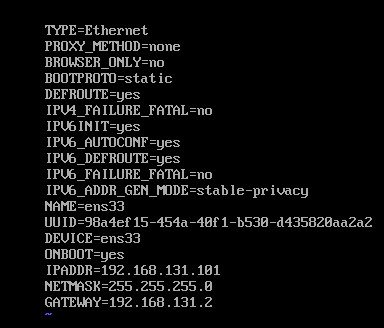 TYPE=Ethernet
PROXY_METHOD=none
BROWSER_ONLY=no
BOOTPROTO=static
DEFROUTE=yes
IPV4_FAILURE_FATAL=no
IPV6INIT=yes
IPV6_AUTOCONF=yes
IPV6_DEFROUTE=yes
IPV6_FAILURE_FATAL=no
IPV6_ADDR_GEN_MODE=stable-privacy
NAME=ens33
UUID=98a4ef15-454a-40f1-b530-d435820aa2a2
DEVICE=ens33
ONBOOT=yes
IPADDR=192.168.131.101
NETMASK=255.255.255.0
GATEWAY=192.168.131.2
~